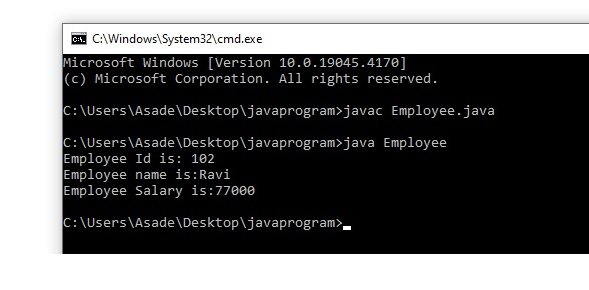 C:\Windows\System32\cmd.exe
Microsoft Windows [Version 10.0.19045.4170]
(c) Microsoft Corporation. All rights reserved.
C:\Users\Asade\Desktop\javaprogram>javac Employee.java
C:\Users\Asade\Desktop\javaprogram>java Employee
Employee Id is: 102
Employee name is:Ravi
Employee Salary is:77000
C:\Users\Asade\Desktop\javaprogram>